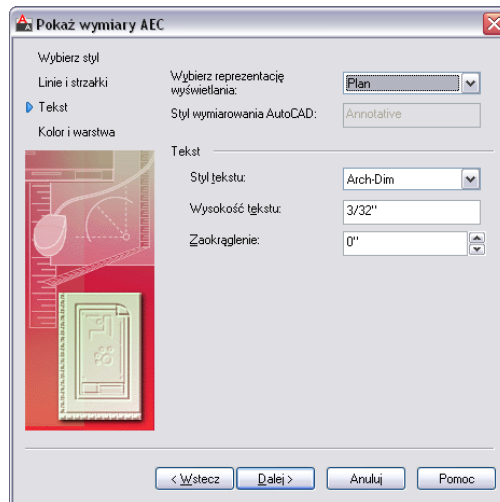 Pokaż wymiary AEC
Wybierz styl
Linie i strzałki
Tekst
Kolor i warstwa
Wybierz reprezentację
wyświetlania:
Plan
Styl wymiarowania AutoCAD:
Annotative
Tekst
Styl tekstu:
Arch-Dim
Wysokość tekstu:
3/32"
Zaokrąglenie:
0"
< Wstecz
Dalej >
Anuluj
Pomoc